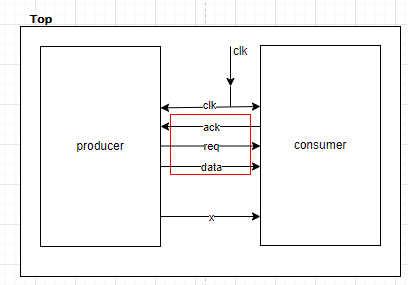 Top
clk
clk
ack
producer
req
consumer
data
x